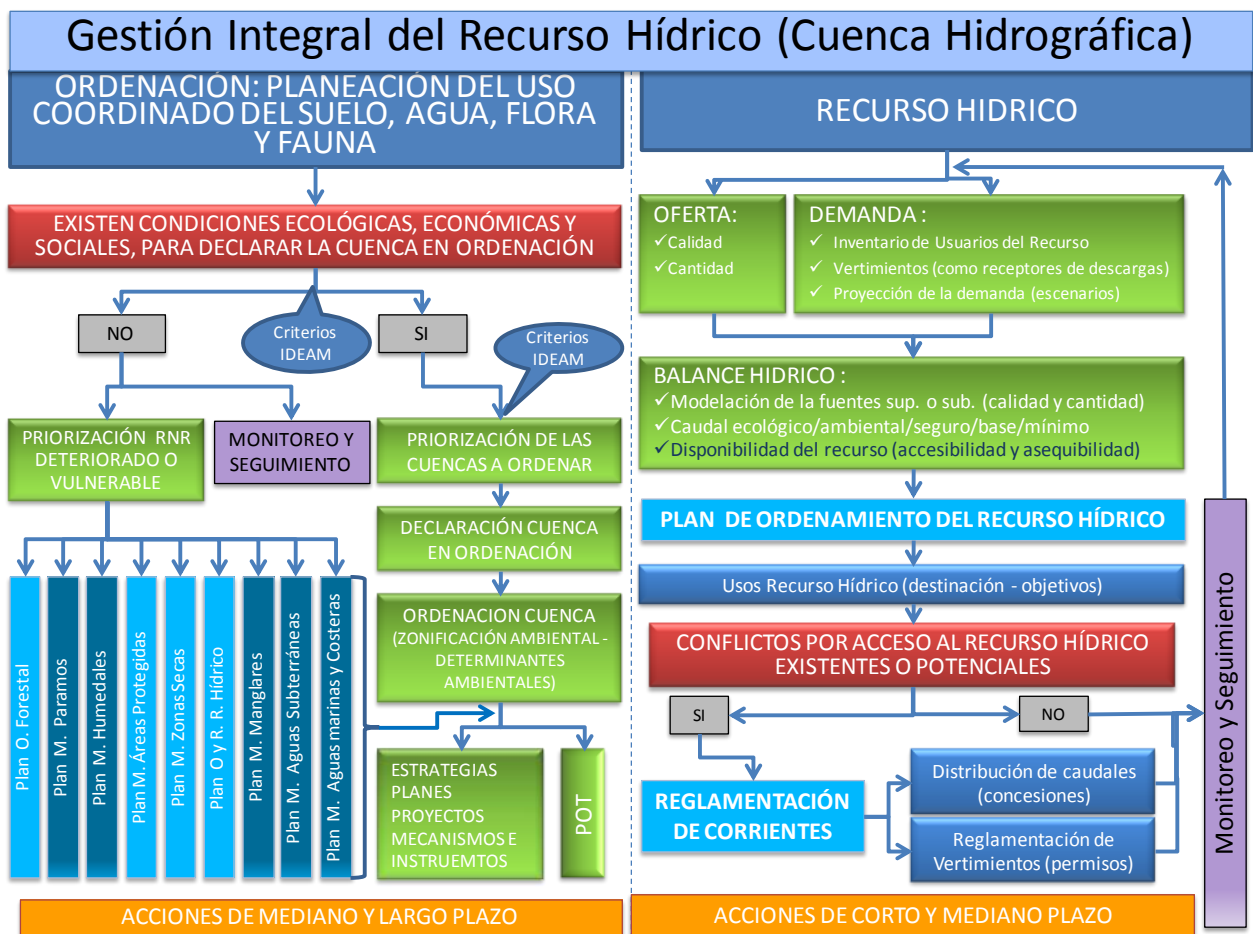 Gestión Integral del Recurso Hídrico (Cuenca Hidrográfica)
ORDENACIÓN: PLANEACIÓN DEL USO
COORDINADO DEL SUELO, AGUA, FLORA
Y FAUNA
EXISTEN CONDICIONES ECOLÓGICAS, ECONÓMICAS Y
SOCIALES, PARA DECLARAR LA CUENCA EN ORDENACIÓN
NO
Criterios
IDEAM
SI
Criterios
IDEAM
PRIORIZACIÓN RNR
DETERIORADO O
VULNERABLE
MONITOREO Y
SEGUIMIENTO
PRIORIZACIÓN DE LAS
CUENCAS A ORDENAR
DECLARACIÓN CUENCA
EN ORDENACIÓN
ORDENACION CUENCA
(ZONIFICACIÓN AMBIENTAL -
DETERMINANTES
AMBIENTALES)
Plan O. Forestal
Plan M. Paramos
Plan M. Humedales
Plan M. Áreas Protegidas
Plan M. Zonas Secas
Plan O y R. R. Hídrico
Plan M. Manglares
Plan M. Aguas Subterráneas
Plan M. Aguas marinas y Costeras
ESTRATEGIAS
PLANES
PROYECTOS
MECANISMOS E
INSTRUEMTOS
POT
ACCIONES DE MEDIANO Y LARGO PLAZO
RECURSO HIDRICO
OFERTA:
✓Calidad
✓Cantidad
DEMANDA :
✓ Inventario de Usuarios del Recurso
✓ Vertimientos (como receptores de descargas)
✓ Proyección de la demanda (escenarios)
BALANCE HIDRICO :
✓Modelación de la fuentes sup. o sub. (calidad y cantidad)
✓Caudal ecológico/ambiental/seguro/base/mínimo
✓Disponibilidad del recurso (accesibilidad y asequibilidad)
PLAN DE ORDENAMIENTO DEL RECURSO HÍDRICO
Usos Recurso Hídrico (destinación - objetivos)
CONFLICTOS POR ACCESO AL RECURSO HÍDRICO
EXISTENTES O POTENCIALES
SI
NO
REGLAMENTACIÓN
DE CORRIENTES
Distribución de caudales
(concesiones)
Reglamentación de
Vertimientos (permisos)
Monitoreo y Seguimiento
ACCIONES DE CORTO Y MEDIANO PLAZO